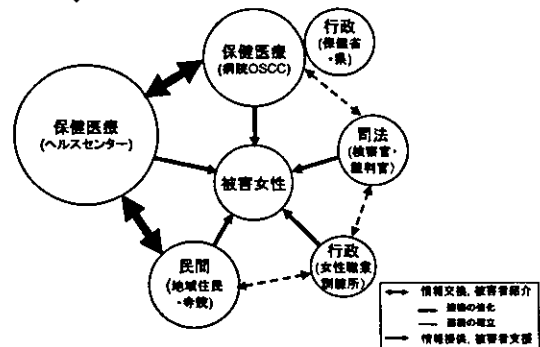 行政
(保健省
・県)
保健医療
(病院OSCC)
保健医療
(ヘルスセンター)
司法
(検察官・
裁判官)
被害女性
民間
(地域住民
・寺院)
行政
(女性職業
訓練所)
情報交換, 被害者紹介
連絡の強化
連絡の確立
情報提供, 被害者支援